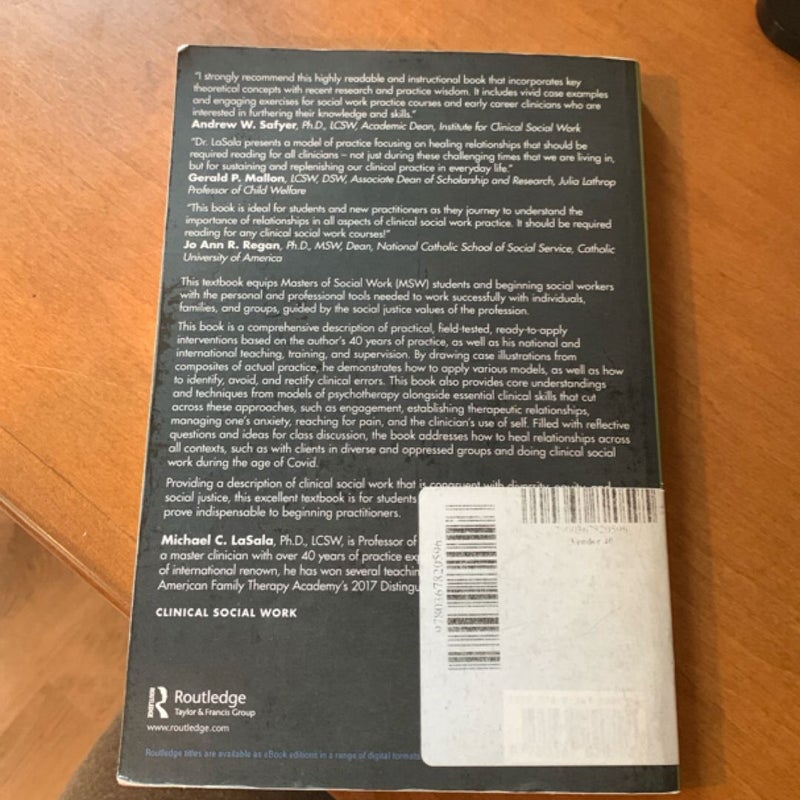 "I strongly recommend this highly readable and instructional book that incorporates key
theoretical concepts with recent research and practice wisdom. It includes vivid case examples
and engaging exercises for social work practice courses and early career clinicians who are
interested in furthering their knowledge and skills."
Andrew W. Safyer, Ph.D., LCSW, Academic Dean, Institute for Clinical Social Work
"Dr. LaSala presents a model of practice focusing on healing relationships that should be
required reading for all clinicians – not just during these challenging times that we are living in,
but for sustaining and replenishing our clinical practice in everyday life."
Gerald P. Mallon, LCSW, DSW, Associate Dean of Scholarship and Research, Julia Lathrop
Professor of Child Welfare
"This book is ideal for students and new practitioners as they journey to understand the
importance of relationships in all aspects of clinical social work practice. It should be required
reading for any clinical social work courses!"
Jo Ann R. Regan, Ph.D., MSW, Dean, National Catholic School of Social Service, Catholic
University of America
This textbook equips Masters of Social Work (MSW) students and beginning social workers
with the personal and professional tools needed to work successfully with individuals,
families, and groups, guided by the social justice values of the profession.
This book is a comprehensive description of practical, field-tested, ready-to-apply
interventions based on the author's 40 years of practice, as well as his national and
international teaching, training, and supervision. By drawing case illustrations from
composites of actual practice, he demonstrates how to apply various models, as well as how
to identify, avoid, and rectify clinical errors. This book also provides core understandings
and techniques from models of psychotherapy alongside essential clinical skills that cut
across these approaches, such as engagement, establishing therapeutic relationships,
managing one's anxiety, reaching for pain, and the clinician's use of self. Filled with reflective
questions and ideas for class discussion, the book addresses how to heal relationships across
all contexts, such as with clients in diverse and oppressed groups and doing clinical social
work during the age of Covid.
Providing a description of clinical social work that is congruent with diversity, equity, and
social justice, this excellent textbook is for students
prove indispensable to beginning practitioners.
Michael C. LaSala, Ph.D., LCSW, is Professor of
a master clinician with over 40 years of practice
of international renown, he has won several
American Family Therapy Academy's 2017
CLINICAL SOCIAL WORK
Routledge
Taylor & Francis Group
www.routledge.com
Routledge titles are available as eBook editions in a range of digital formats
9780367820596